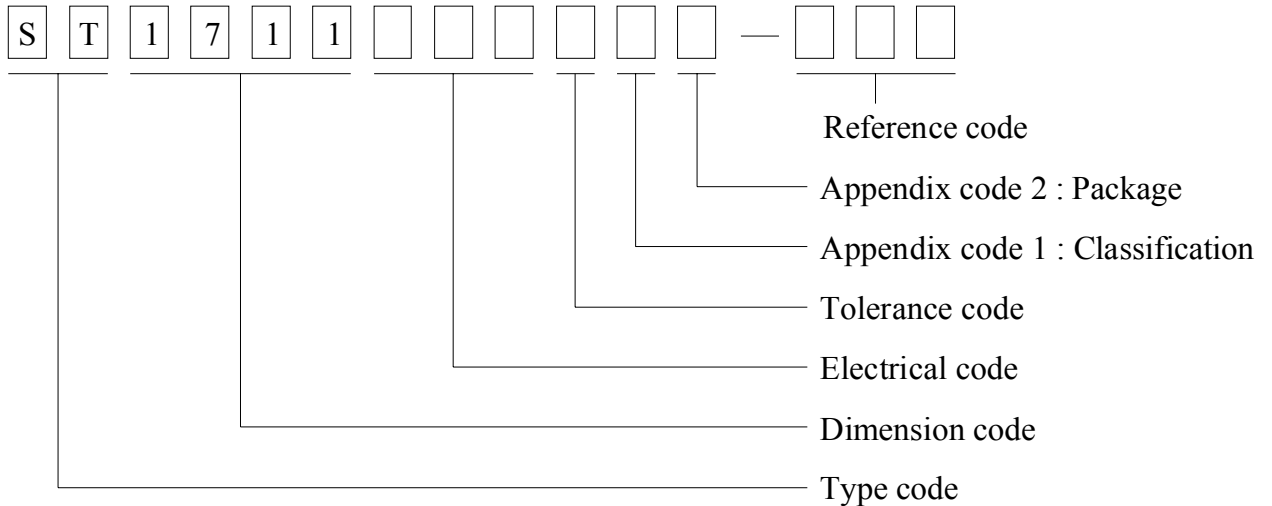 S T 1 7 1 1 —
Reference code
Appendix code 2 : Package
Appendix code 1 : Classification
Tolerance code
Electrical code
Dimension code
Type code